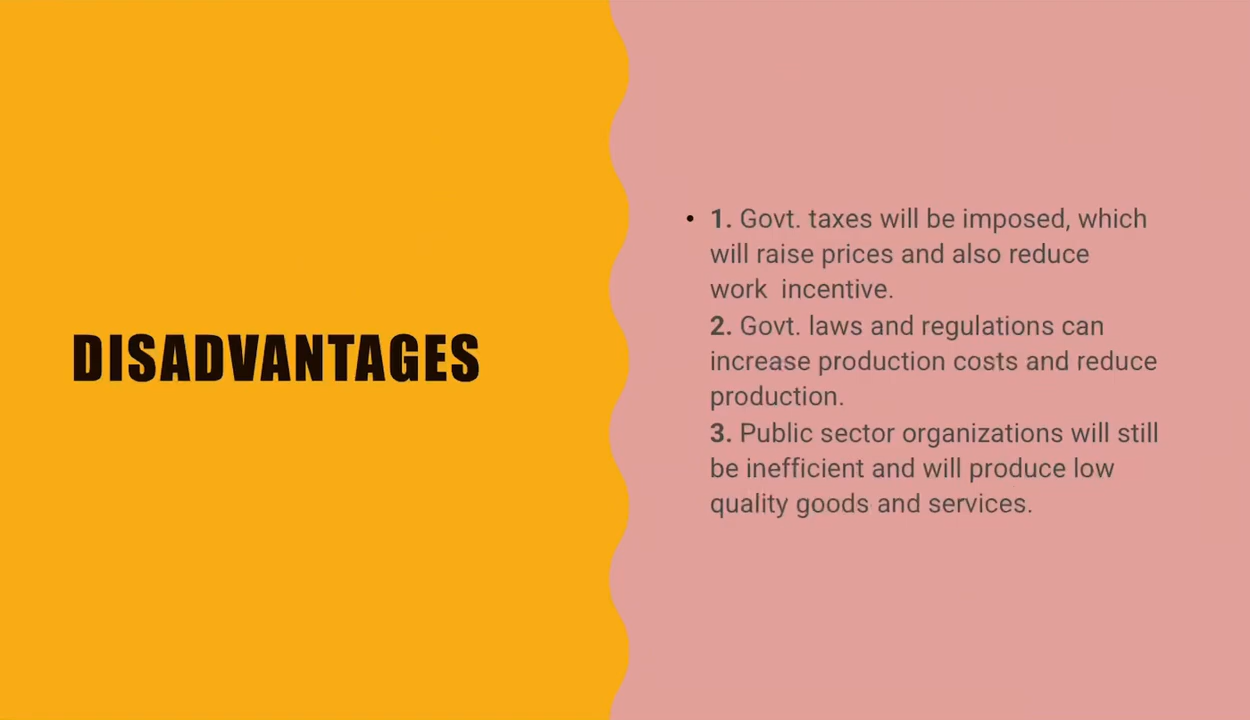 DISADVANTAGES
• 1. Govt. taxes will be imposed, which
will raise prices and also reduce
work  incentive.
2. Govt. laws and regulations can
increase production costs and reduce
production.
3. Public sector organizations will still
be inefficient and will produce low
quality goods and services.